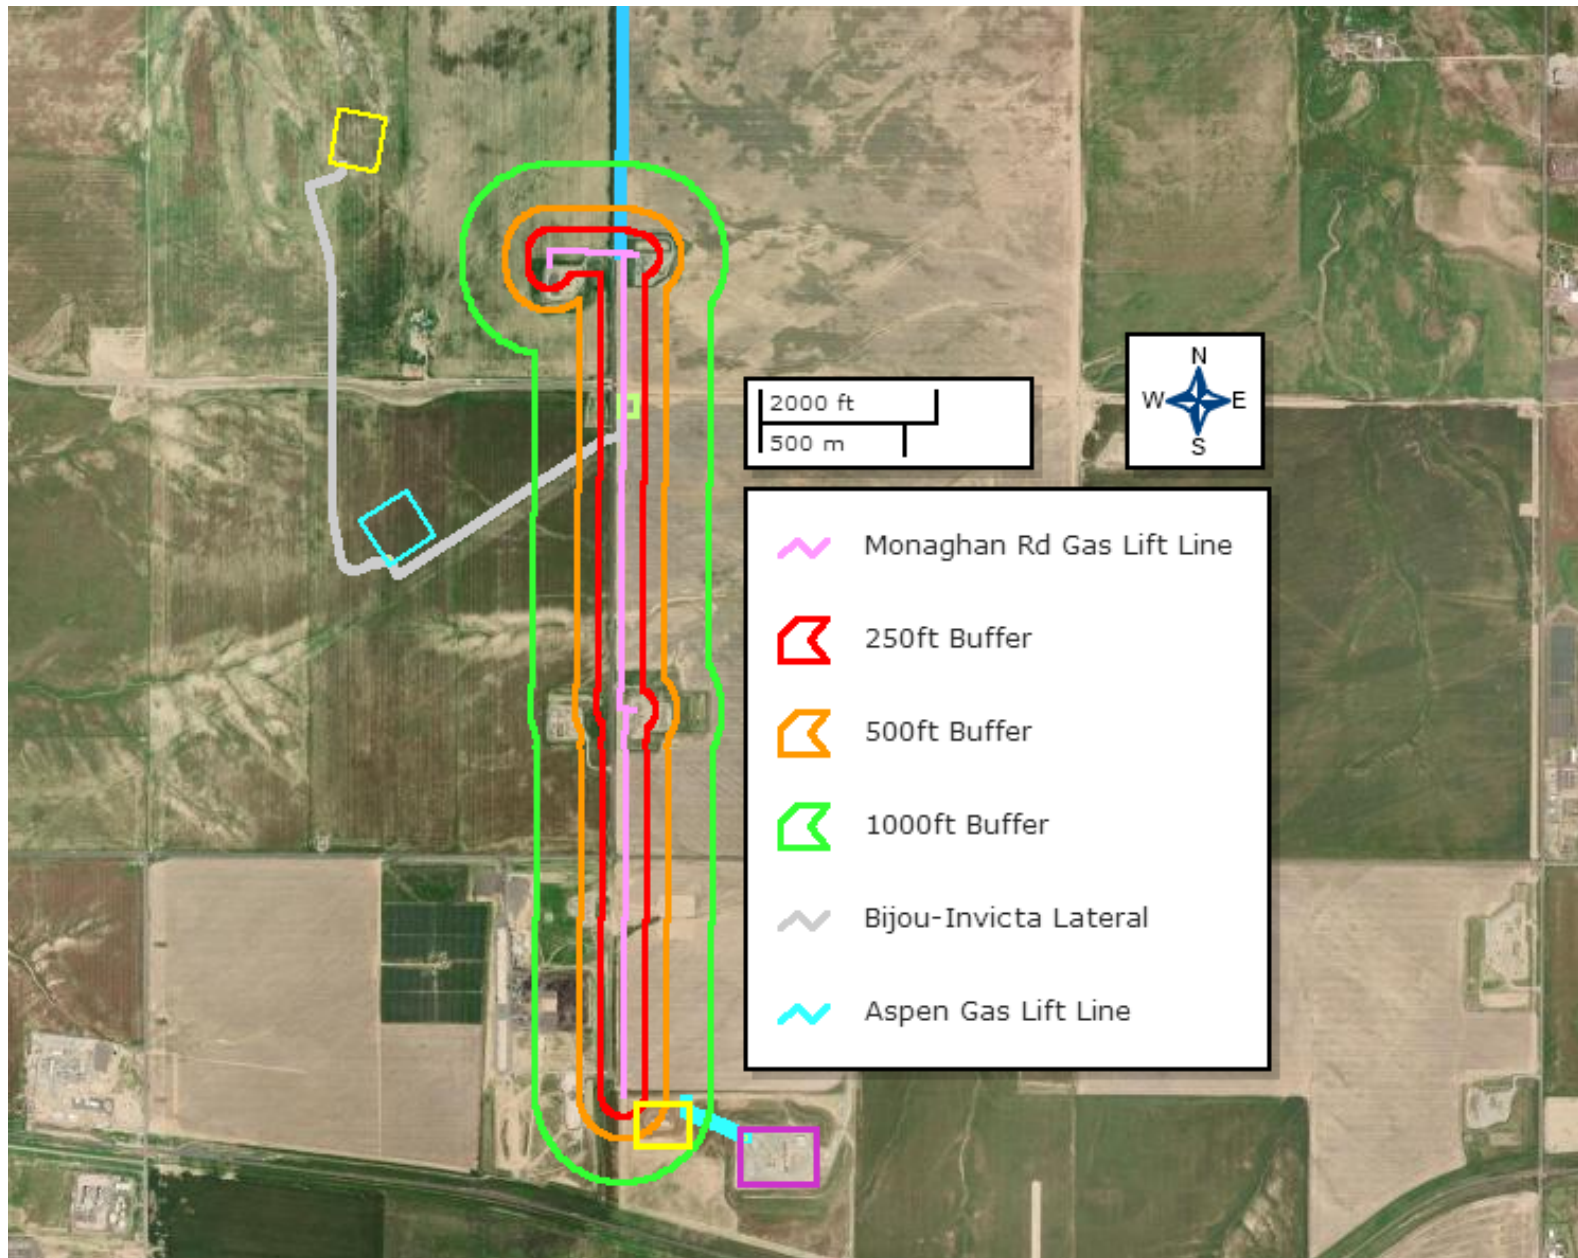 N
W E
S
2000 ft
500 m
Monaghan Rd Gas Lift Line
250ft Buffer
500ft Buffer
1000ft Buffer
Bijou-Invicta Lateral
Aspen Gas Lift Line